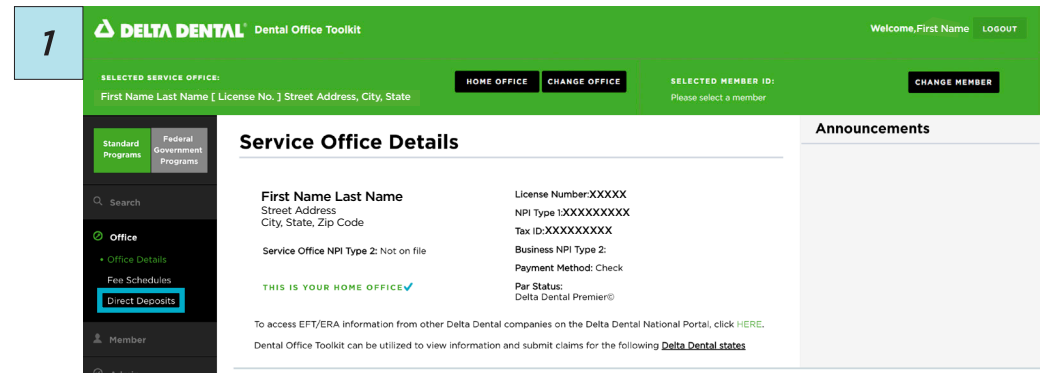 1
DELTA DENTAL® Dental Office Toolkit
Welcome,First Name LOGOUT
SELECTED SERVICE OFFICE:
First Name Last Name [ License No. ] Street Address, City, State
HOME OFFICE CHANGE OFFICE
SELECTED MEMBER ID:
Please select a member
CHANGE MEMBER
Standard Programs
Federal Government Programs
Search
Office
• Office Details
Fee Schedules
Direct Deposits
Member
Service Office Details
First Name Last Name
Street Address
City, State, Zip Code
Service Office NPI Type 2: Not on file
THIS IS YOUR HOME OFFICE
License Number:XXXXX
NPI Type 1:XXXXXXXXX
Tax ID:XXXXXXXXX
Business NPI Type 2:
Payment Method: Check
Par Status:
Delta Dental Premier©
To access EFT/ERA information from other Delta Dental companies on the Delta Dental National Portal, click HERE.
Dental Office Toolkit can be utilized to view information and submit claims for the following Delta Dental states
Announcements